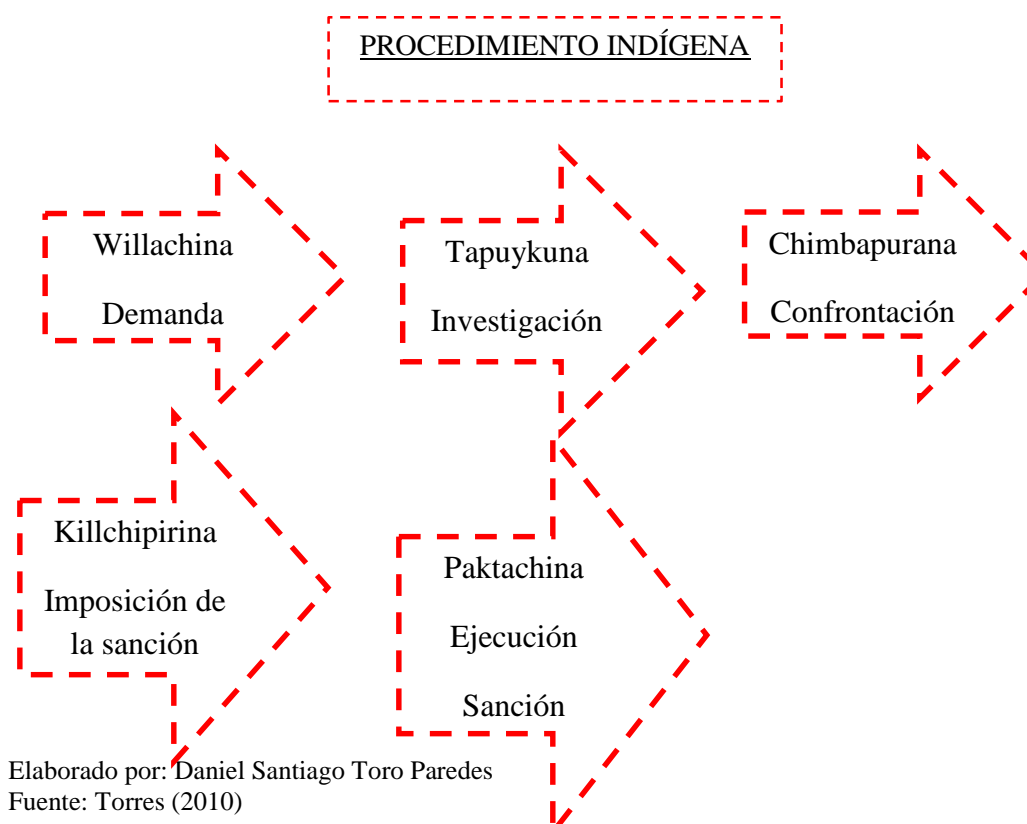 PROCEDIMIENTO INDÍGENA
Willachina
Demanda
Tapuykuna
Investigación
Chimbapurana
Confrontación
Killchipirina
Imposición de
la sanción
Paktachina
Ejecución
Sanción
Elaborado por: Daniel Santiago Toro Paredes
Fuente: Torres (2010)